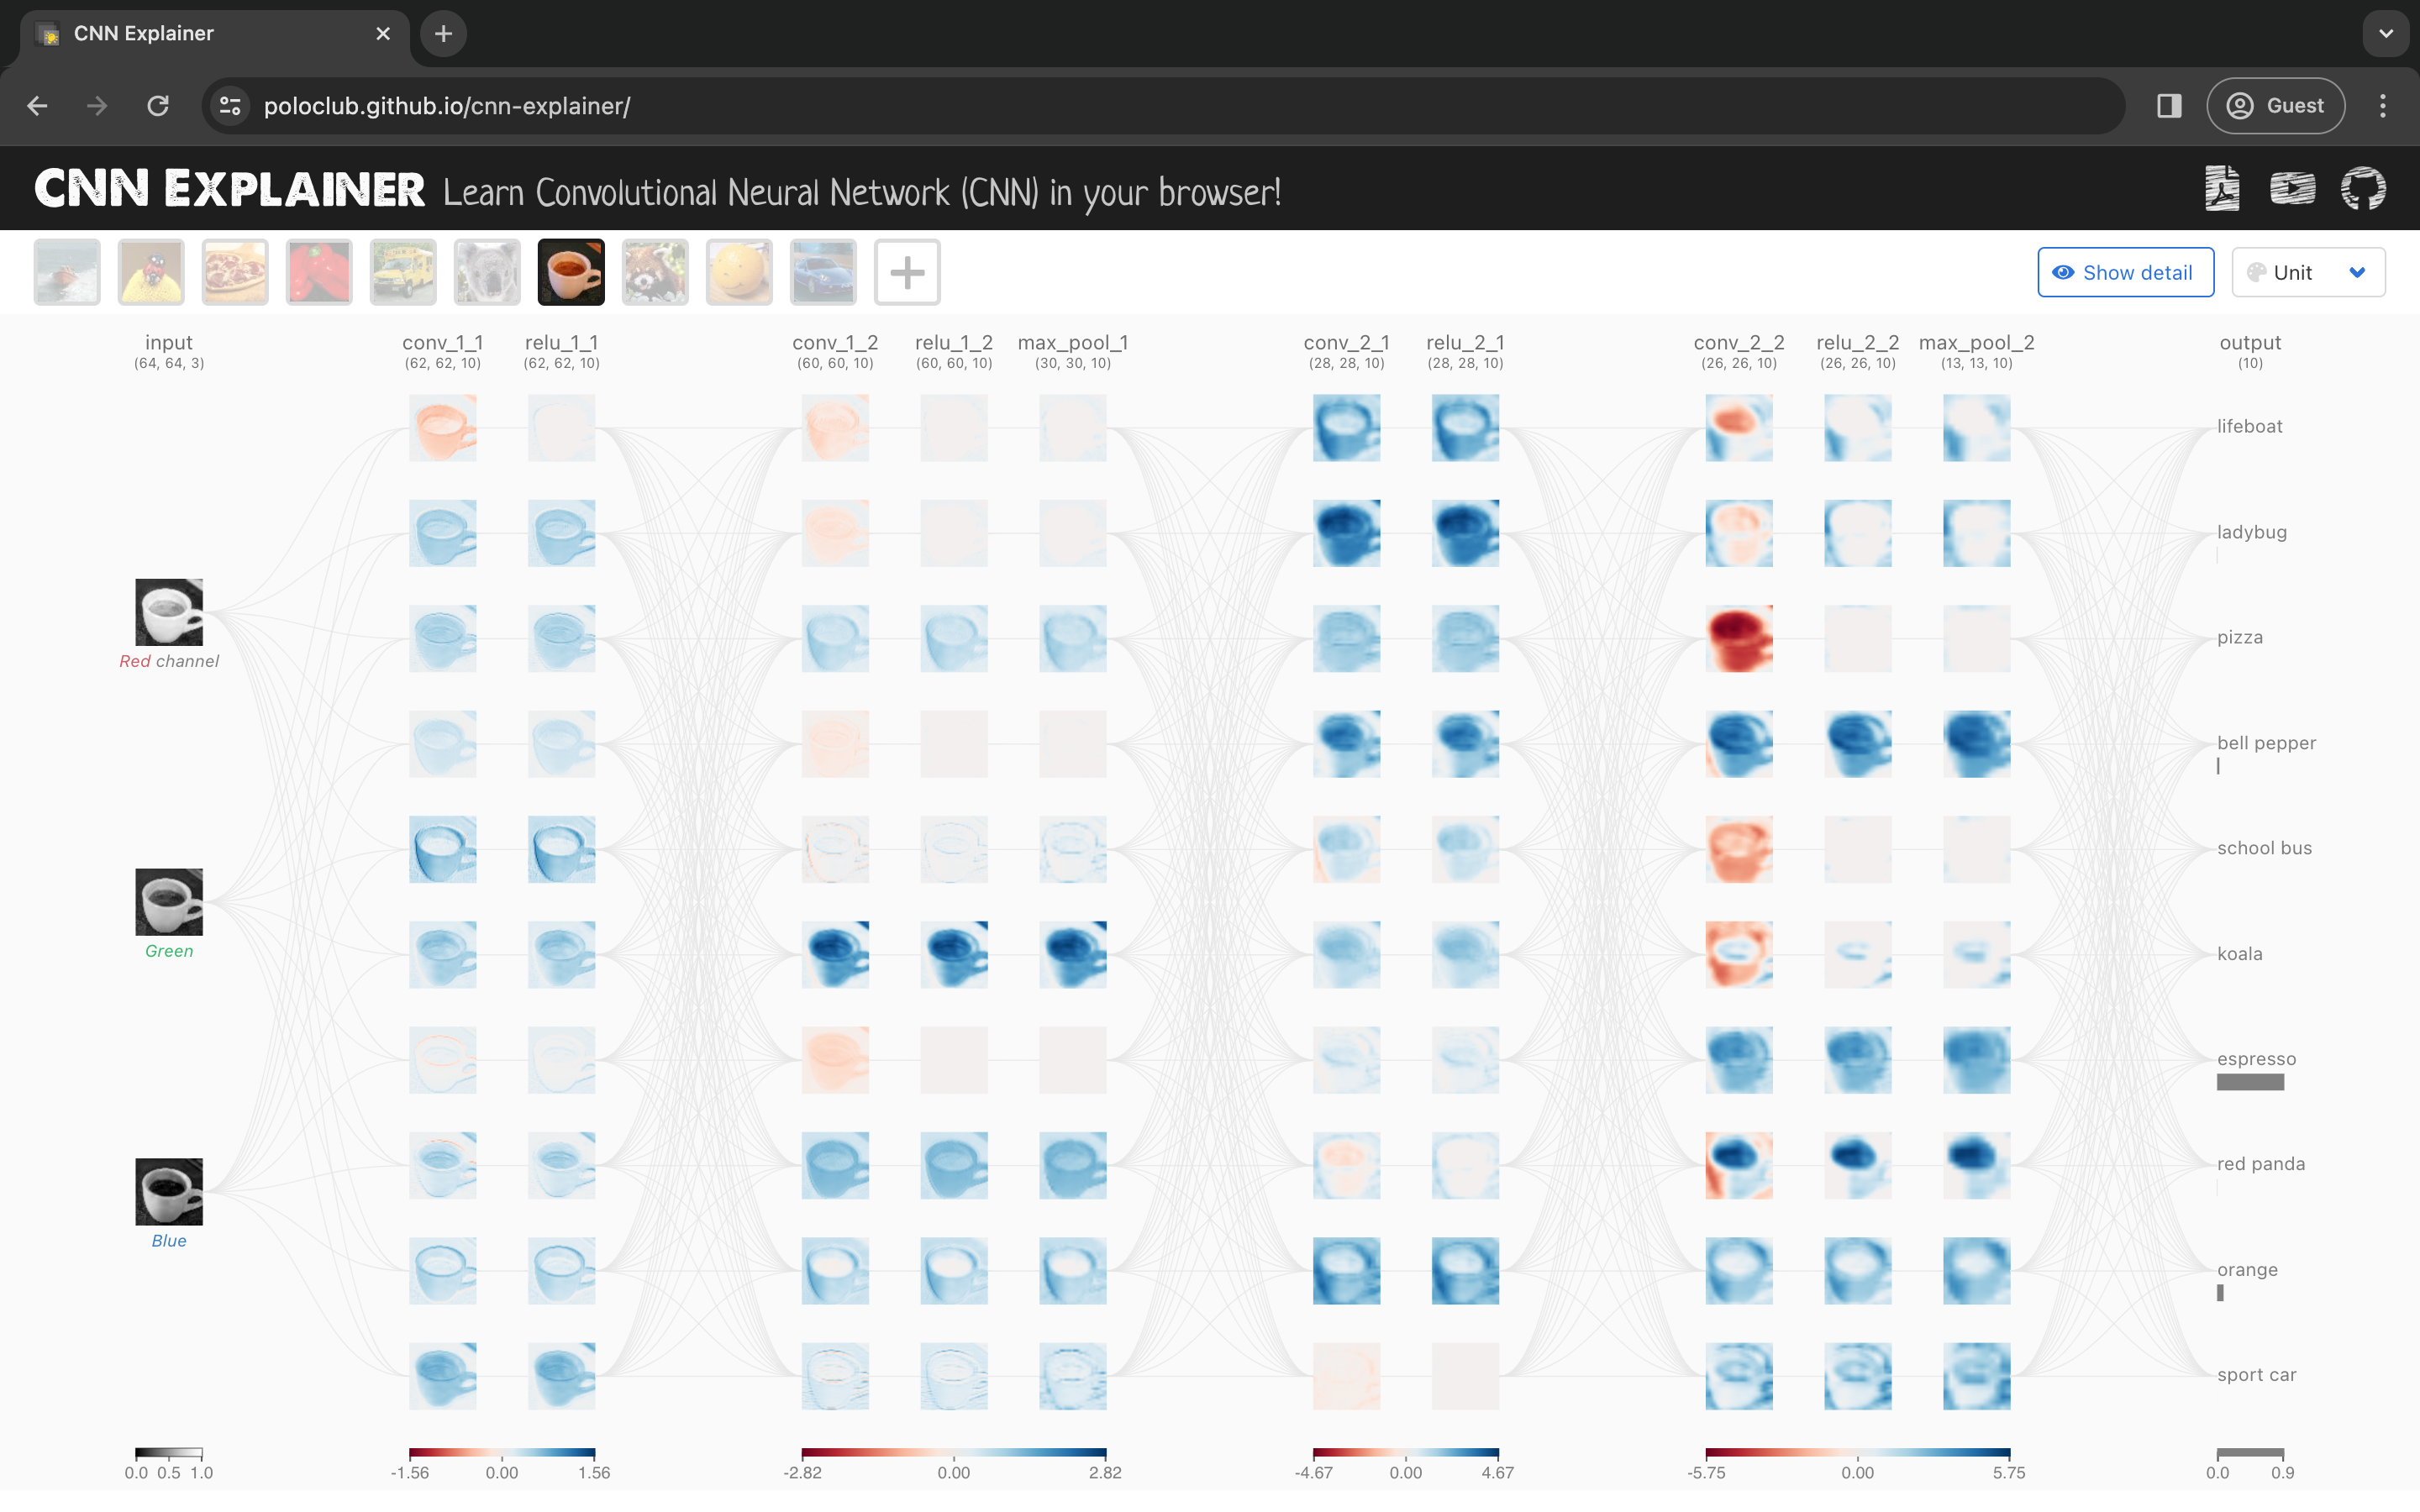 CNN Explainer
poloclub.github.io/cnn-explainer/
Guest
CNN EXPLAINER Learn Convolutional Neural Network (CNN) in your browser!
Show detail
Unit
input
(64, 64, 3)
conv_1_1
(62, 62, 10)
relu_1_1
(62, 62, 10)
conv_1_2
(60, 60, 10)
relu_1_2
(60, 60, 10)
max_pool_1
(30, 30, 10)
conv_2_1
(28, 28, 10)
relu_2_1
(28, 28, 10)
conv_2_2
(26, 26, 10)
relu_2_2
(26, 26, 10)
max_pool_2
(13, 13, 10)
output
(10)
Red channel
Green
Blue
lifeboat
ladybug
pizza
bell pepper
school bus
koala
espresso
red panda
orange
sport car
0.0 0.5 1.0
-1.56 0.00 1.56
-2.82 0.00 2.82
-4.67 0.00 4.67
-5.75 0.00 5.75
0.0 0.9